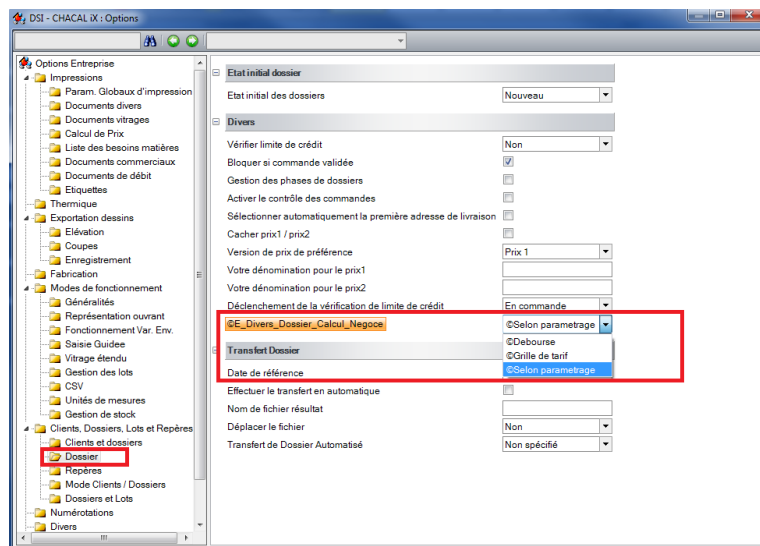 DSI - CHACAL iX : Options
Options Entreprise
Impressions
Param. Globaux d'impression
Documents divers
Documents vitrages
Calcul de Prix
Liste des besoins matières
Documents commerciaux
Documents de débit
Etiquettes
Thermique
Exportation dessins
Elévation
Coupes
Enregistrement
Fabrication
Modes de fonctionnement
Généralités
Représentation ouvrant
Fonctionnement Var. Env.
Saisie Guidee
Vitrage étendu
Gestion des lots
CSV
Unités de mesures
Gestion de stock
Clients, Dossiers, Lots et Repères
Clients et dossiers
Dossier
Repères
Mode Clients / Dossiers
Dossiers et Lots
Numérotations
Divers
Etat initial dossier
Etat initial des dossiers Nouveau
Divers
Vérifier limite de crédit Non
Bloquer si commande validée
Gestion des phases de dossiers
Activer le contrôle des commandes
Sélectionner automatiquement la première adresse de livraison
Cacher prix1 / prix2
Version de prix de préférence Prix 1
Votre dénomination pour le prix1
Votre dénomination pour le prix2
Déclenchement de la vérification de limite de crédit En commande
©E_Divers_Dossier_Calcul_Negoce ©Selon parametrage
©Debourse
©Grille de tarif
©Selon parametrage
Transfert Dossier
Date de référence
Effectuer le transfert en automatique
Nom de fichier résultat
Déplacer le fichier Non
Transfert de Dossier Automatisé Non spécifié